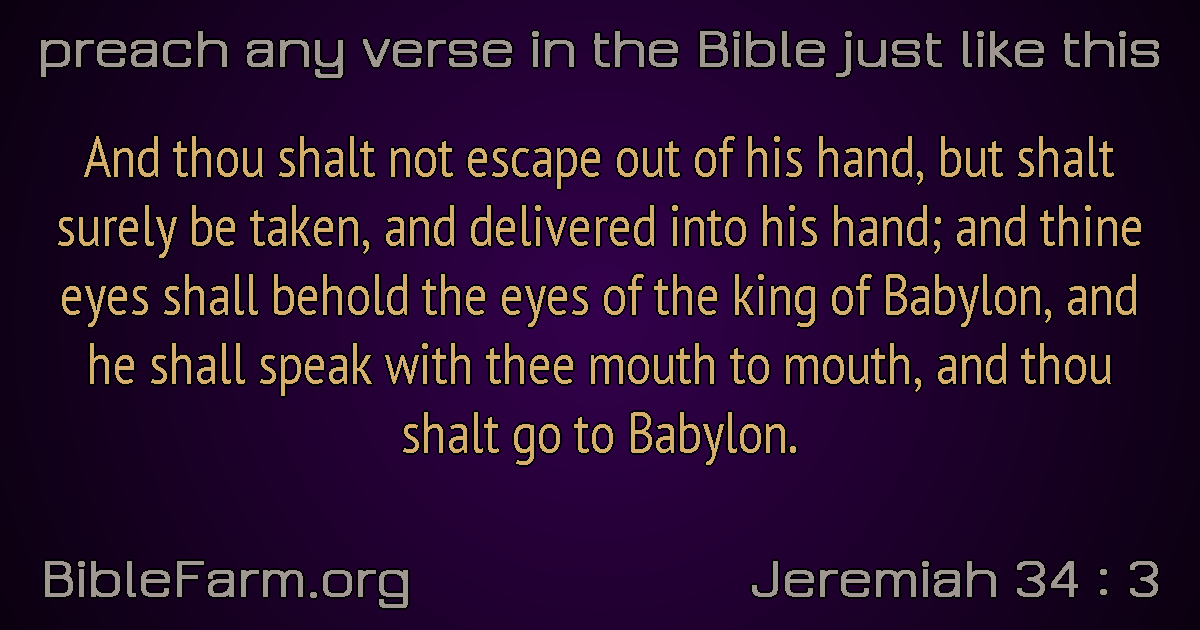 preach any verse in the Bible just like this
And thou shalt not escape out of his hand, but shalt
surely be taken, and delivered into his hand; and thine
eyes shall behold the eyes of the king of Babylon, and
he shall speak with thee mouth to mouth, and thou
shalt go to Babylon.
BibleFarm.org
Jeremiah 34 : 3